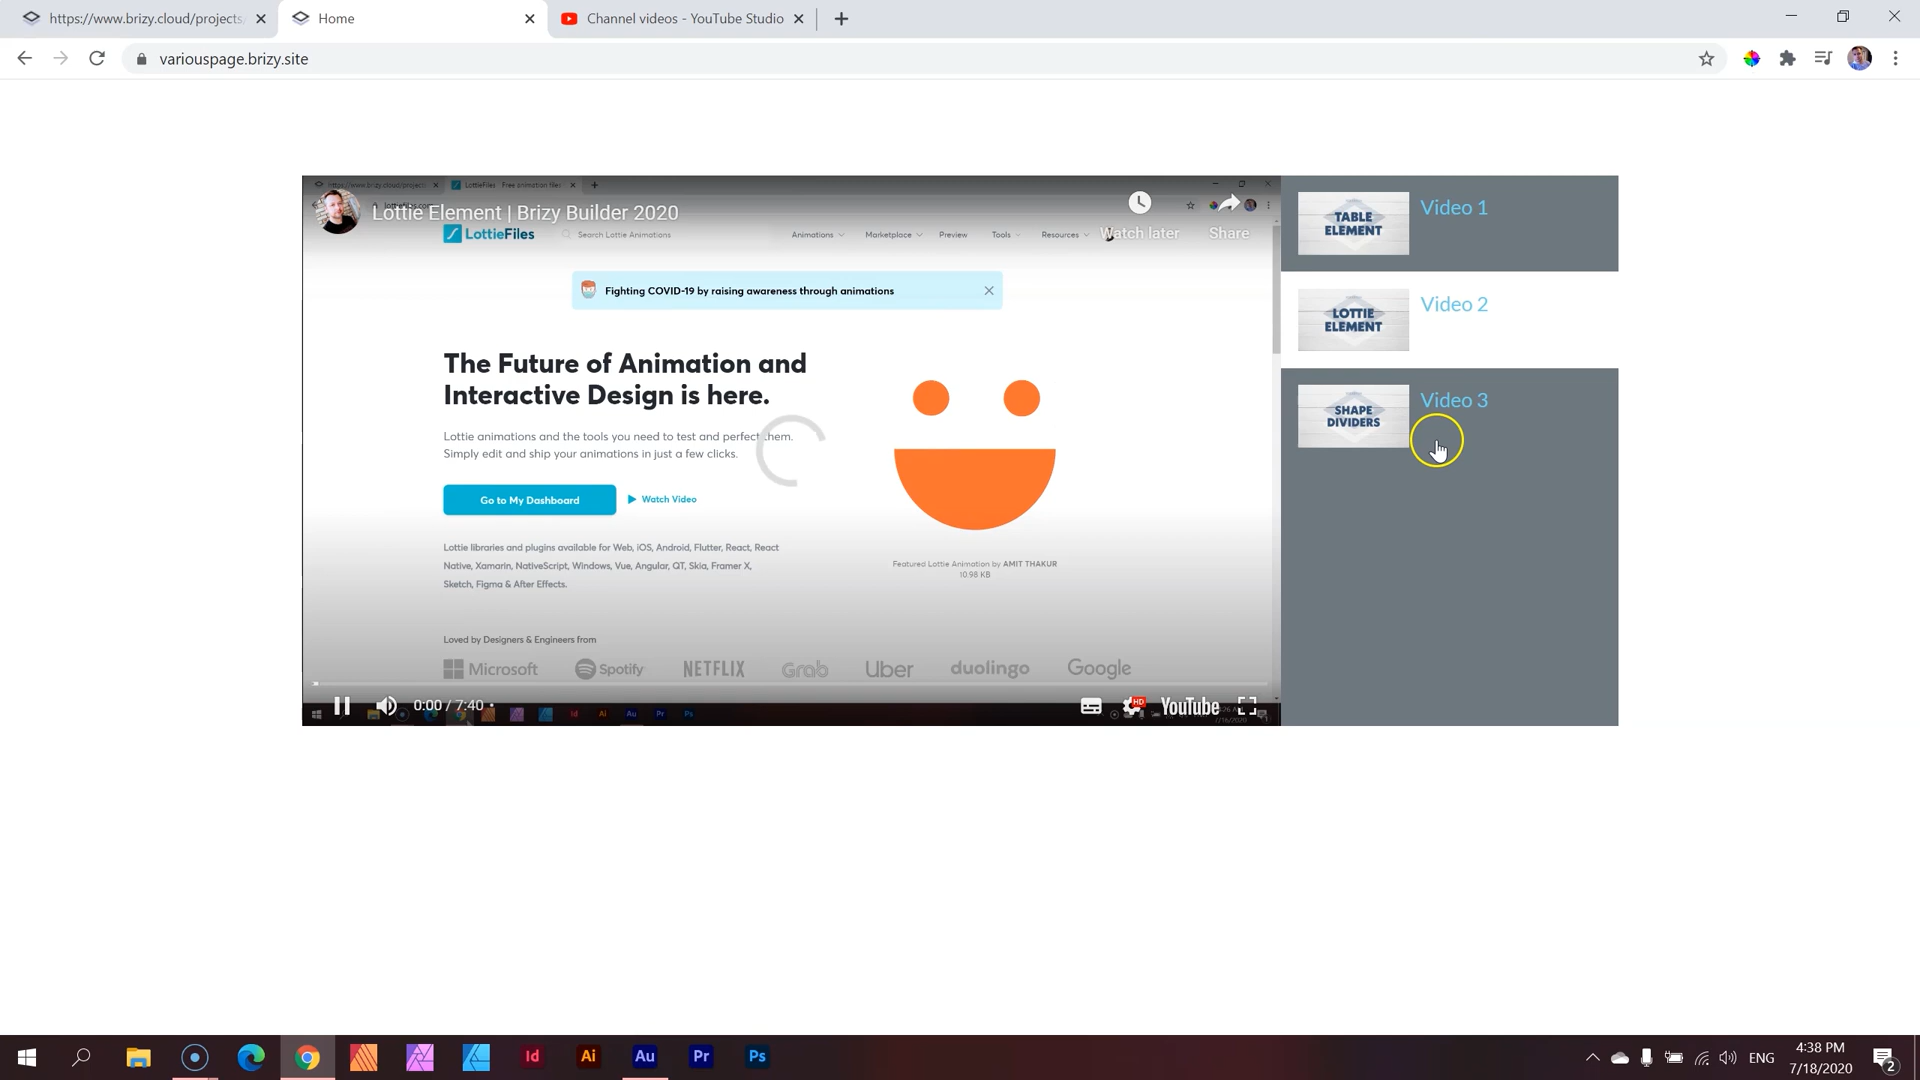 https://www.brizy.cloud/projects/
Home
Channel videos - YouTube Studio
variouspage.brizy.site
LottieFiles - Free animation files
Lottie Element | Brizy Builder 2020
Watch later
Share
LottieFiles
Search Lottie Animations
Animations
Marketplace
Preview
Tools
Resources
Fighting COVID-19 by raising awareness through animations
The Future of Animation and
Interactive Design is here.
Lottie animations and the tools you need to test and perfect them.
Simply edit and ship your animations in just a few clicks.
Go to My Dashboard
Watch Video
Lottie libraries and plugins available for Web, iOS, Android, Flutter, React, React
Native, Xamarin, NativeScript, Windows, Vue, Angular, QT, Skia, Framer X,
Sketch, Figma & After Effects.
Featured Lottie Animation by AMIT THAKUR
10.98 KB
Loved by Designers & Engineers from
Microsoft
Spotify
NETFLIX
Grab
Uber
duolingo
Google
0:00 / 7:40
HD
YouTube
TABLE
ELEMENT
Video 1
LOTTIE
ELEMENT
Video 2
SHAPE
DIVIDERS
Video 3
Id
Ai
Au
Pr
Ps
ENG
4:38 PM
7/18/2020
2